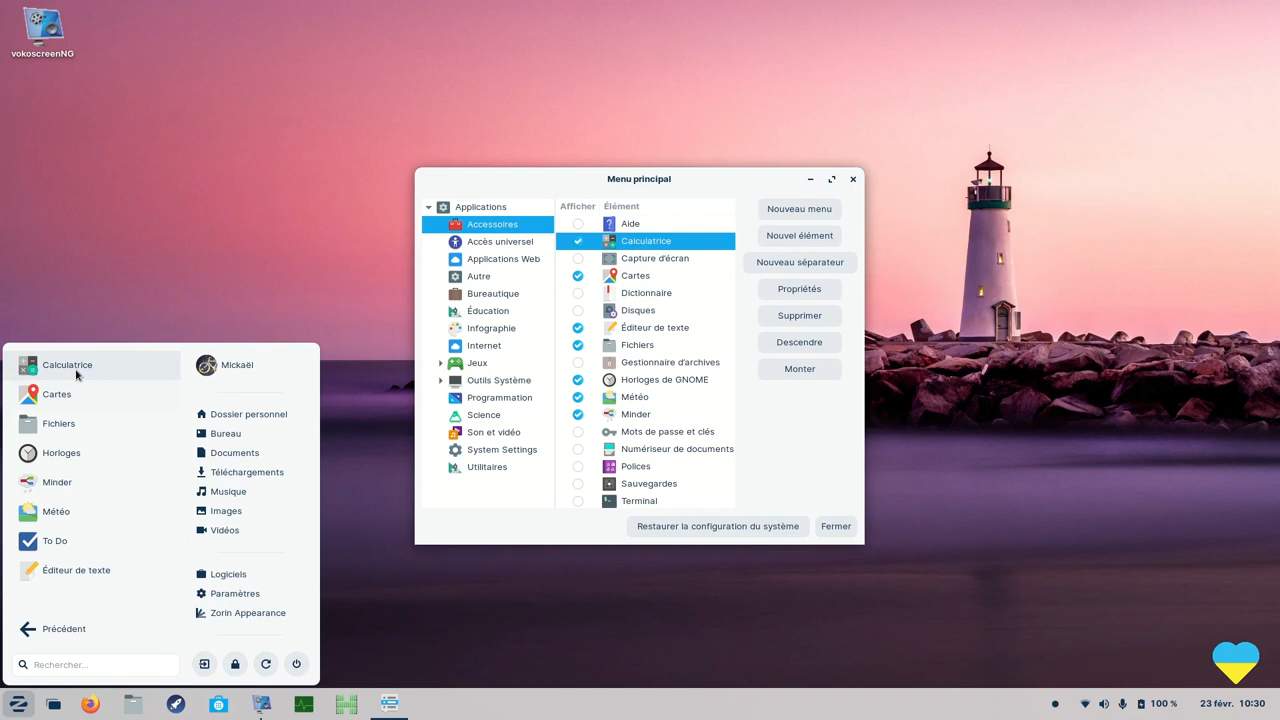 vokoscreenNG
Menu principal
Applications
Accessoires
Accès universel
Applications Web
Autre
Bureautique
Éducation
Infographie
Internet
Jeux
Outils Système
Programmation
Science
Son et vidéo
System Settings
Utilitaires
Afficher Élément
Aide
Calculatrice
Capture d'écran
Cartes
Dictionnaire
Disques
Éditeur de texte
Fichiers
Gestionnaire d'archives
Horloges de GNOME
Météo
Minder
Mots de passe et clés
Numériseur de documents
Polices
Sauvegardes
Terminal
Nouveau menu
Nouvel élément
Nouveau séparateur
Propriétés
Supprimer
Descendre
Monter
Restaurer la configuration du système
Fermer
Calculatrice
Cartes
Fichiers
Horloges
Minder
Météo
To Do
Éditeur de texte
Précédent
Rechercher...
Mickaël
Dossier personnel
Bureau
Documents
Téléchargements
Musique
Images
Vidéos
Logiciels
Paramètres
Zorin Appearance
100 %
23 févr. 10:30